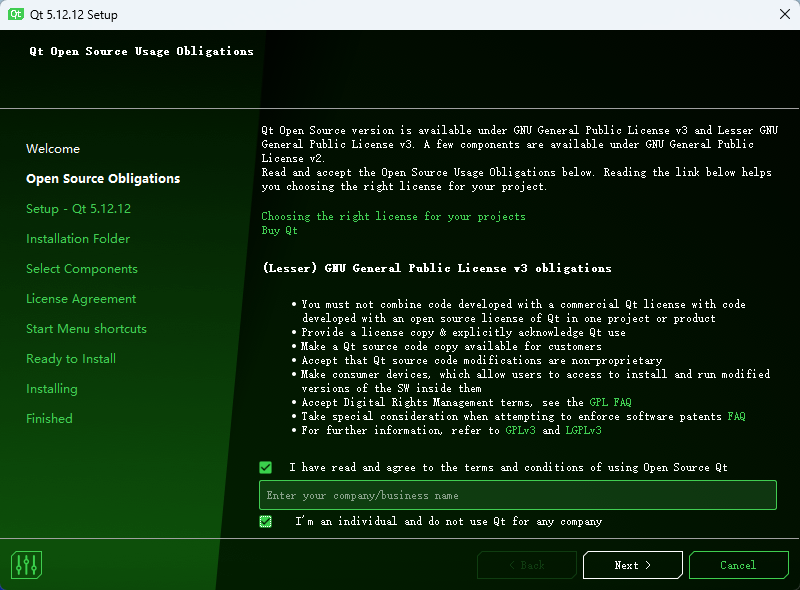 Qt Qt 5.12.12 Setup
Qt Open Source Usage Obligations
Welcome
Open Source Obligations
Setup - Qt 5.12.12
Installation Folder
Select Components
License Agreement
Start Menu shortcuts
Ready to Install
Installing
Finished
Qt Open Source version is available under GNU General Public License v3 and Lesser GNU
General Public License v3. A few components are available under GNU General Public
License v2.
Read and accept the Open Source Usage Obligations below. Reading the link below helps
you choosing the right license for your project.
Choosing the right license for your projects
Buy Qt
(Lesser) GNU General Public License v3 obligations
• You must not combine code developed with a commercial Qt license with code
developed with an open source license of Qt in one project or product
• Provide a license copy & explicitly acknowledge Qt use
• Make a Qt source code copy available for customers
• Accept that Qt source code modifications are non-proprietary
• Make consumer devices, which allow users to access to install and run modified
versions of the SW inside them
• Accept Digital Rights Management terms, see the GPL FAQ
• Take special consideration when attempting to enforce software patents FAQ
• For further information, refer to GPLv3 and LGPLv3
I have read and agree to the terms and conditions of using Open Source Qt
Enter your company/business name
I'm an individual and do not use Qt for any company
< Back Next > Cancel